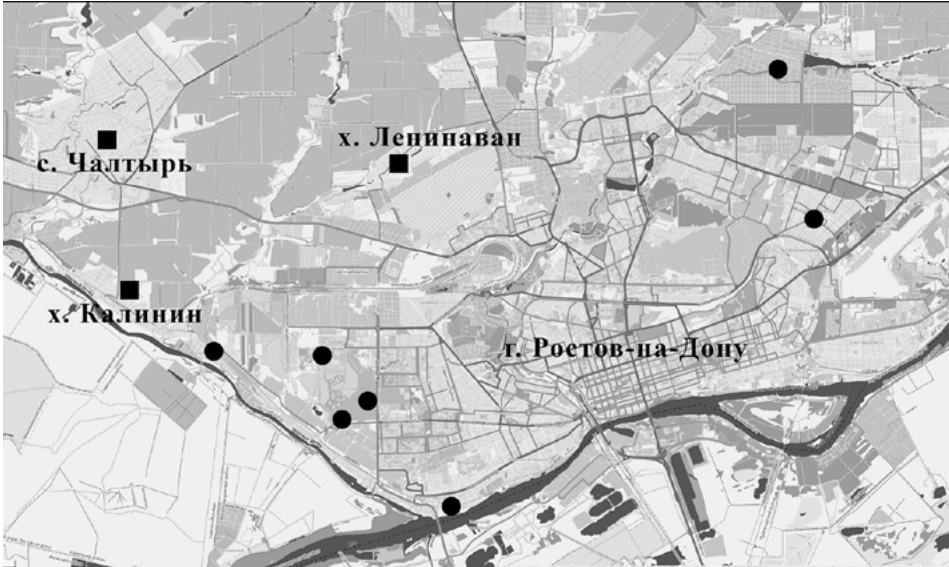 х. Ленинаван
с. Чалтырь
х. Калинин
г. Ростов-на-Дону